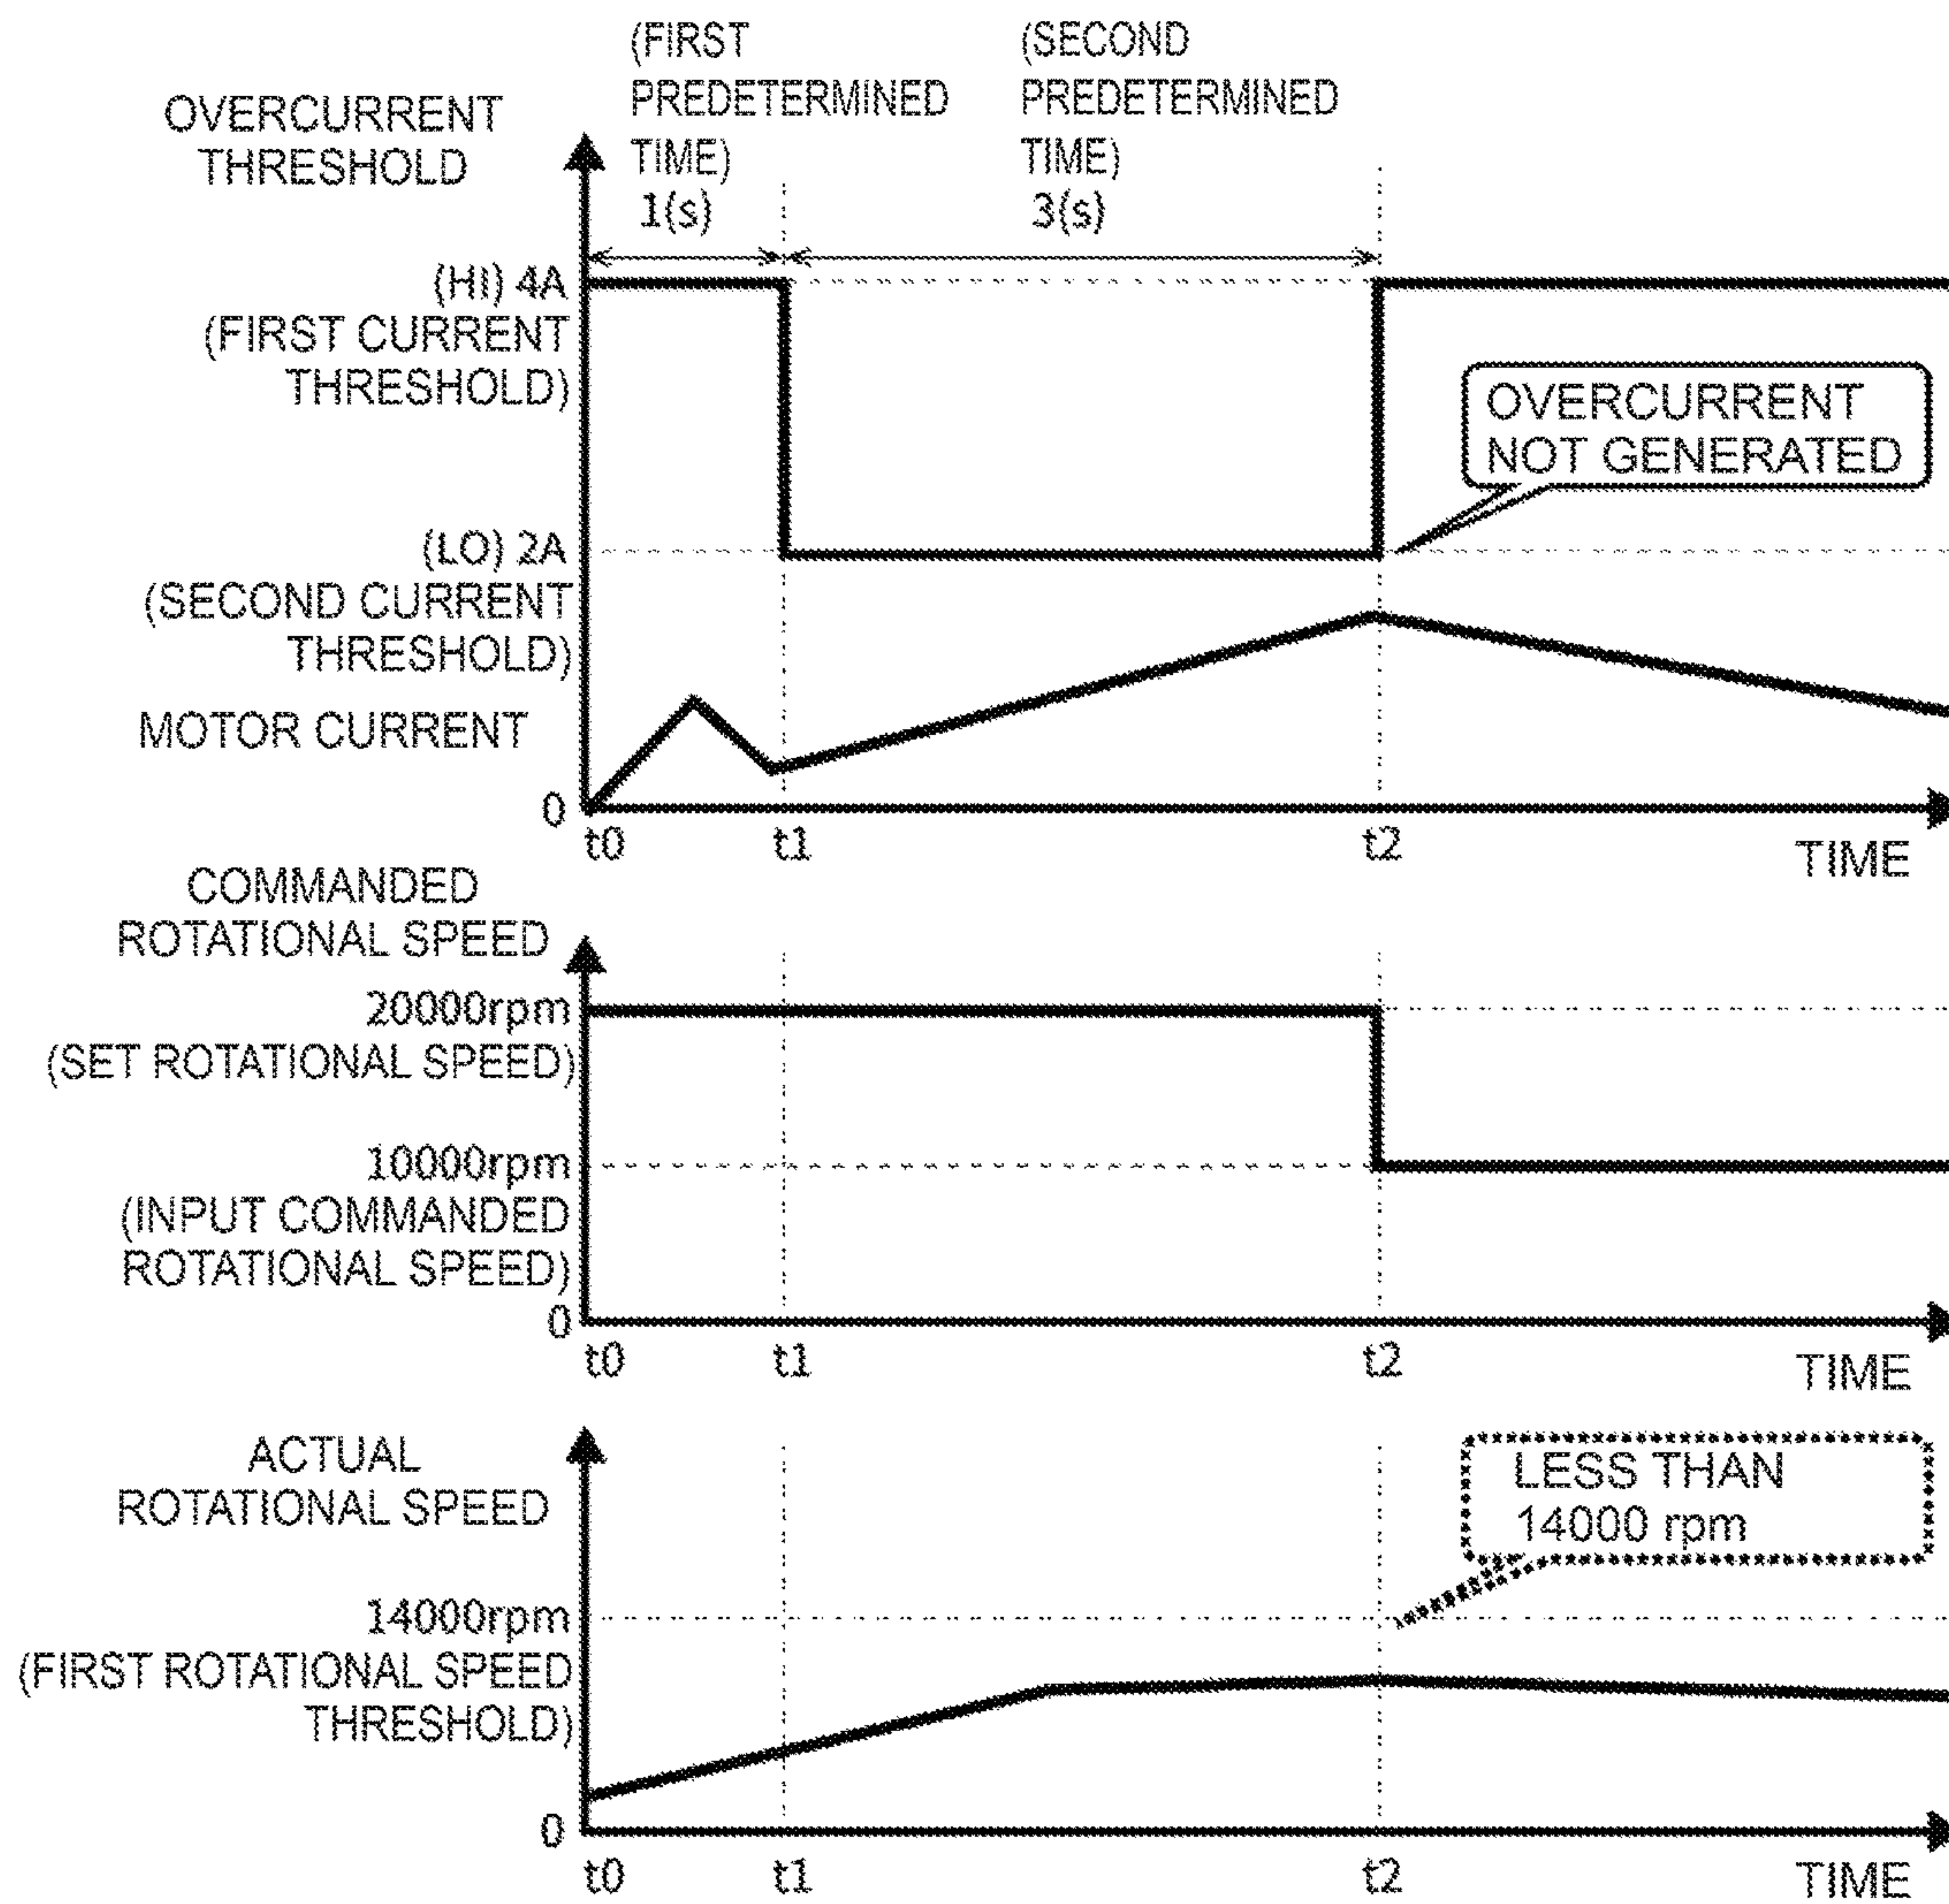 (FIRST
PREDETERMINED
TIME)
1(s)
(SECOND
PREDETERMINED
TIME)
3(s)
OVERCURRENT
THRESHOLD
(HI) 4A
(FIRST CURRENT
THRESHOLD)
OVERCURRENT
NOT GENERATED
(LO) 2A
(SECOND CURRENT
THRESHOLD)
MOTOR CURRENT
0
t0
t1
t2
TIME
COMMANDED
ROTATIONAL SPEED
20000rpm
(SET ROTATIONAL SPEED)
10000rpm
(INPUT COMMANDED
ROTATIONAL SPEED)
0
t0
t1
t2
TIME
ACTUAL
ROTATIONAL SPEED
LESS THAN
14000 rpm
14000rpm
(FIRST ROTATIONAL SPEED
THRESHOLD)
0
t0
t1
t2
TIME